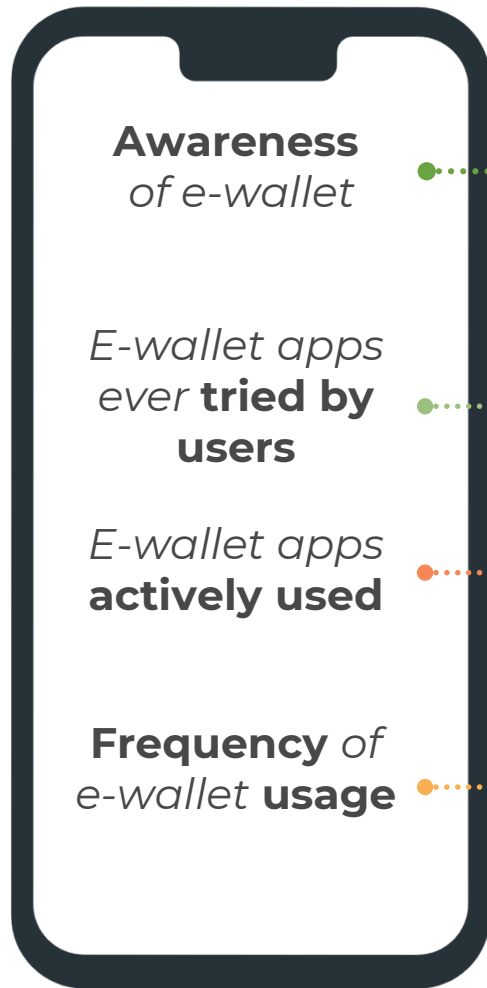 Awareness
of e-wallet
E-wallet apps
ever tried by
users
E-wallet apps
actively used
Frequency of
e-wallet usage